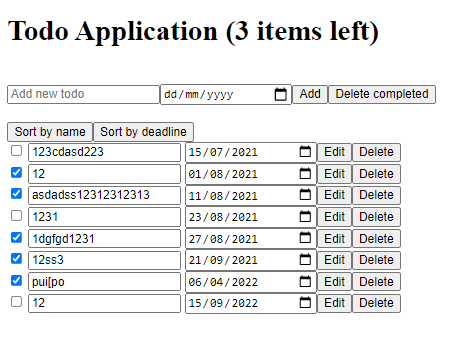 Todo Application (3 items left)
Add new todo dd/mm/yyyy Add Delete completed
Sort by name Sort by deadline
123cdasd223 15/07/2021 Edit Delete
12 01/08/2021 Edit Delete
asdadss12312312313 11/08/2021 Edit Delete
1231 23/08/2021 Edit Delete
1dgfgd1231 27/08/2021 Edit Delete
12ss3 21/09/2021 Edit Delete
pui[po 06/04/2022 Edit Delete
12 15/09/2022 Edit Delete